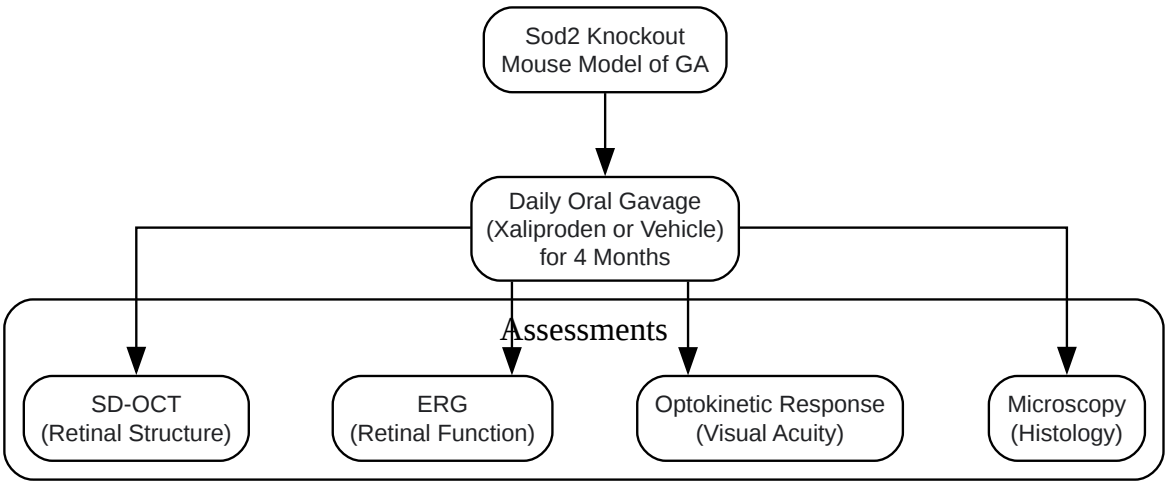 Sod2 Knockout
Mouse Model of GA
Daily Oral Gavage
(Xaliproden or Vehicle)
for 4 Months
Assessments
SD-OCT
(Retinal Structure)
ERG
(Retinal Function)
Optokinetic Response
(Visual Acuity)
Microscopy
(Histology)